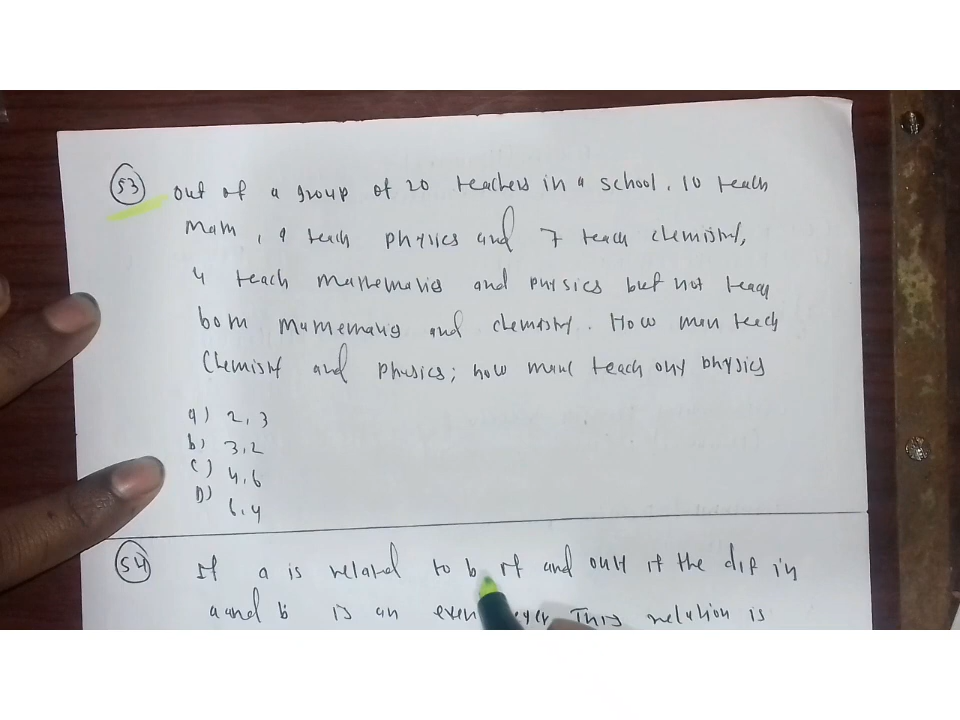 53 out of a group of 20 teachers in a school. 10 teach
mam, 9 teach physics and 7 teach chemistry,
4 teach mathematics and physics but not teach
both mathematics and chemistry. How man teach
Chemist and physics; how many teach only physics
a) 2, 3
b) 3, 2
c) 4, 6
D) 6, 4
54 If a is related to b if and only if the dif in
a and b is an even This relation is